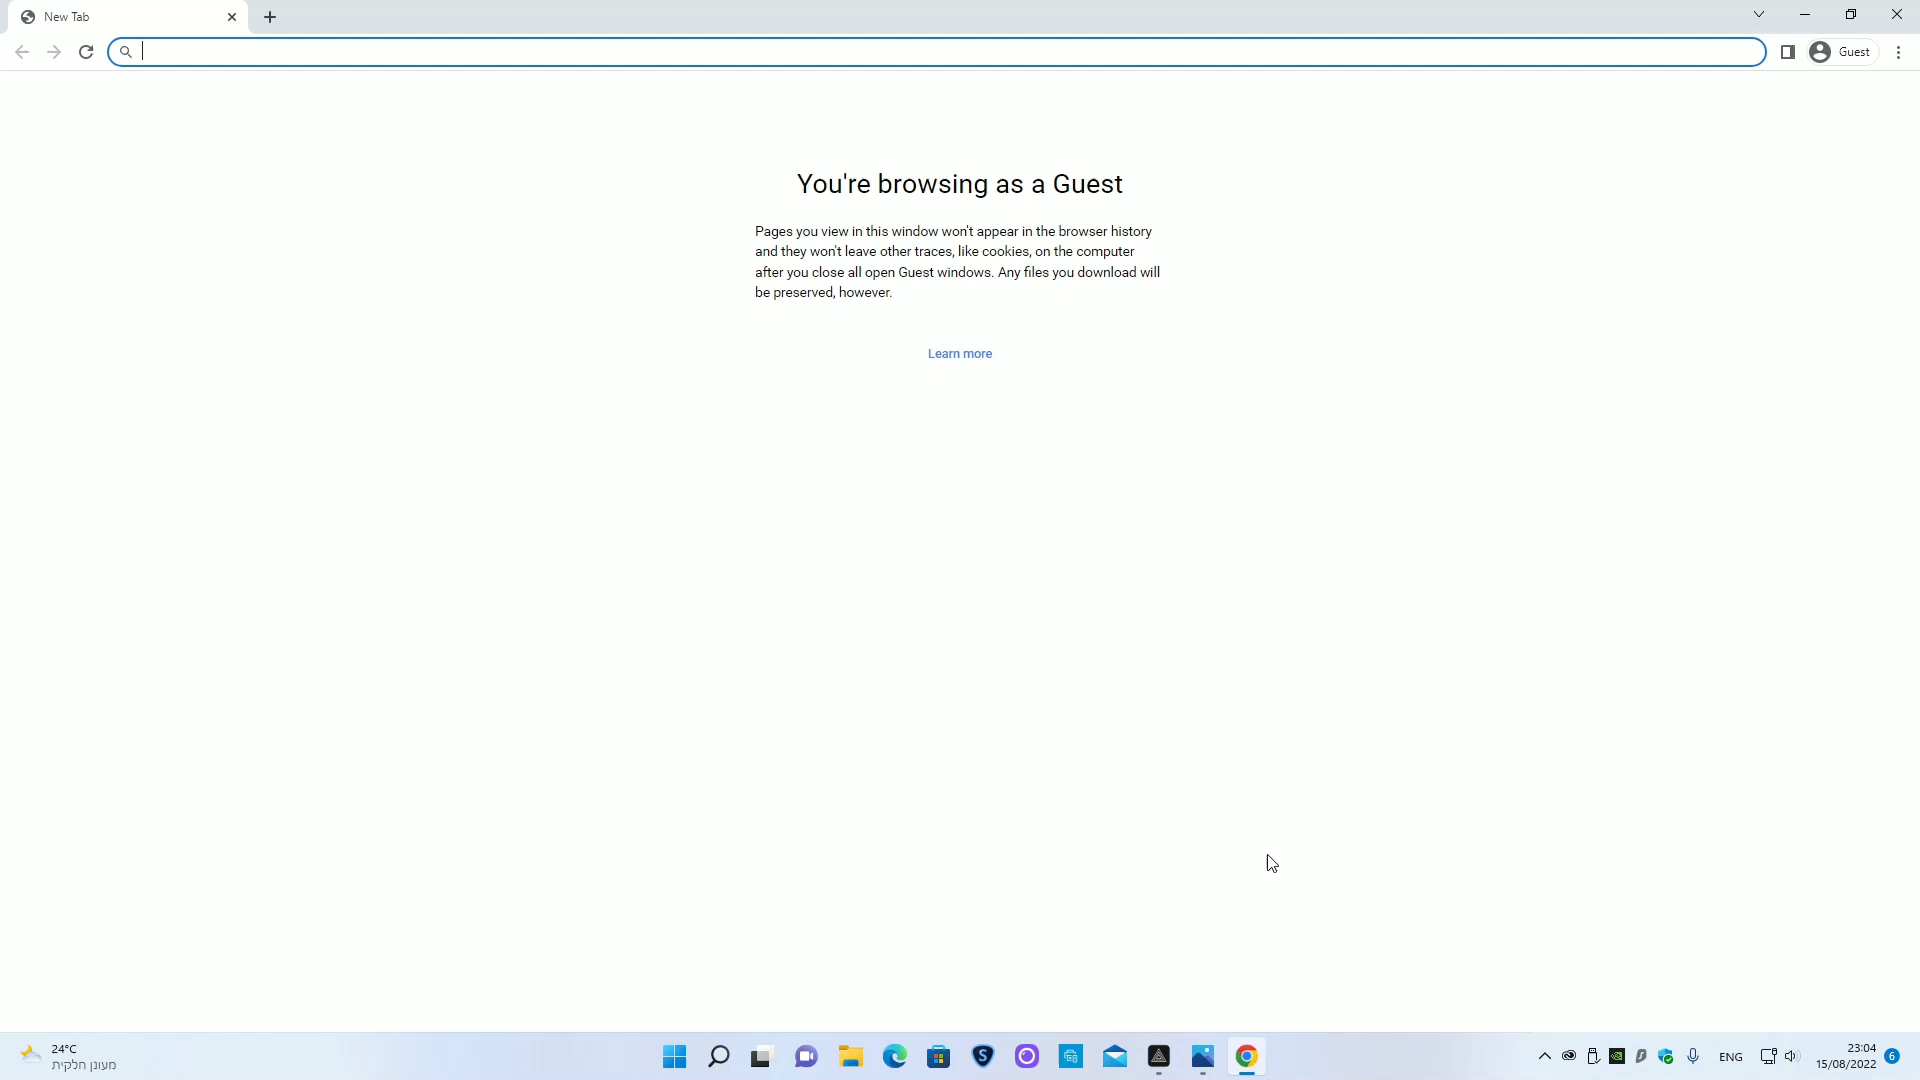 New Tab
Guest
You're browsing as a Guest
Pages you view in this window won't appear in the browser history
and they won't leave other traces, like cookies, on the computer
after you close all open Guest windows. Any files you download will
be preserved, however.
Learn more
24°C
מעונן חלקית
ENG
23:04
15/08/2022
6